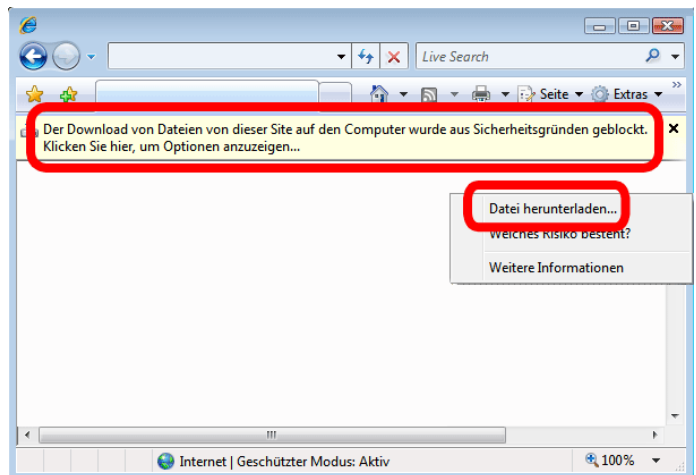 Live Search
Seite
Extras
Der Download von Dateien von dieser Site auf den Computer wurde aus Sicherheitsgründen geblockt.
Klicken Sie hier, um Optionen anzuzeigen...
Datei herunterladen...
Welches Risiko besteht?
Weitere Informationen
Internet | Geschützter Modus: Aktiv
100%